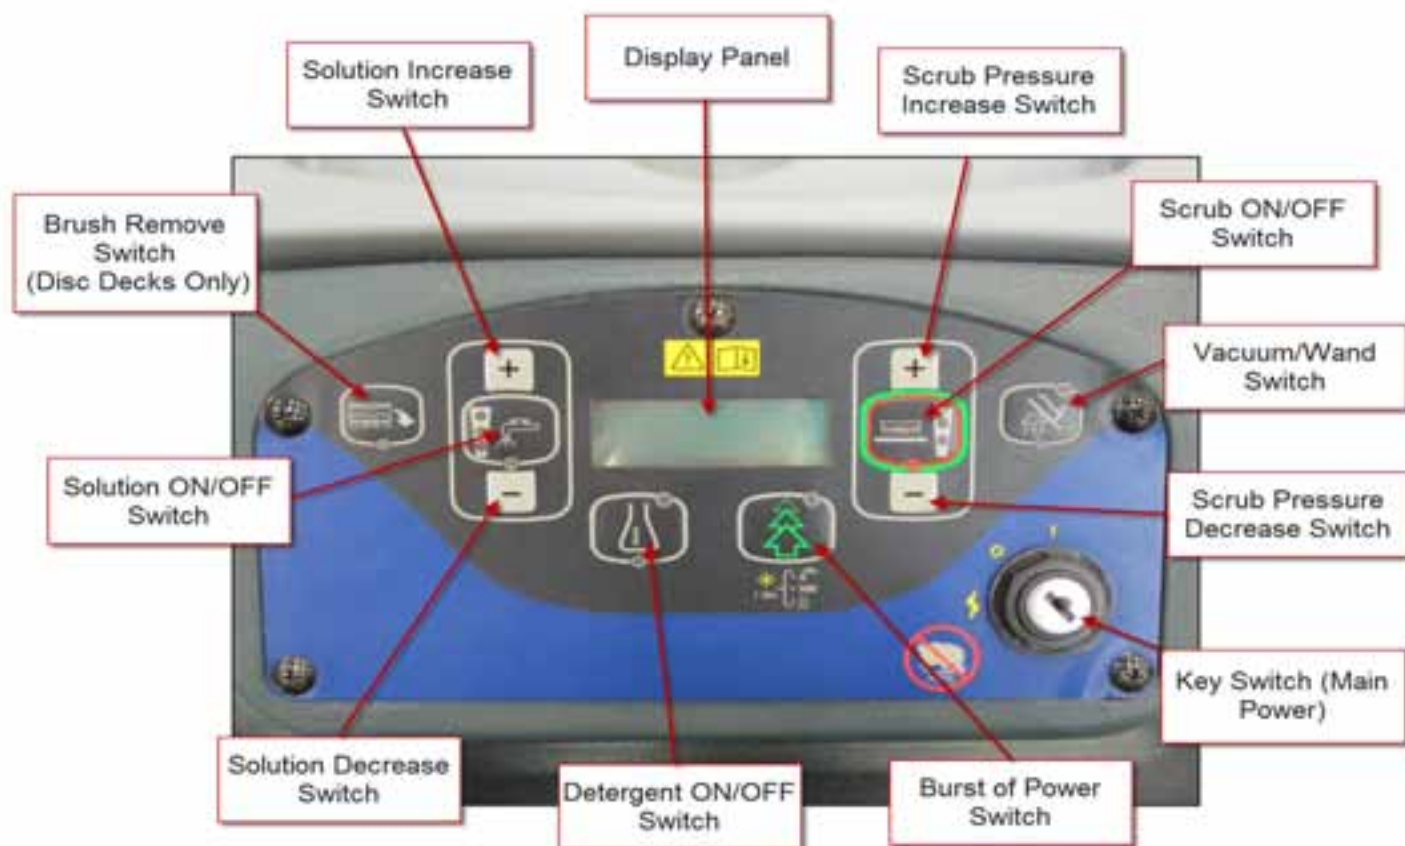 Display Panel
Solution Increase
Switch
Scrub Pressure
Increase Switch
Brush Remove
Switch
(Disc Decks Only)
Scrub ON/OFF
Switch
Vacuum/Wand
Switch
+
+
Solution ON/OFF
Switch
-
-
Scrub Pressure
Decrease Switch
Key Switch (Main
Power)
Solution Decrease
Switch
Detergent ON/OFF
Switch
Burst of Power
Switch